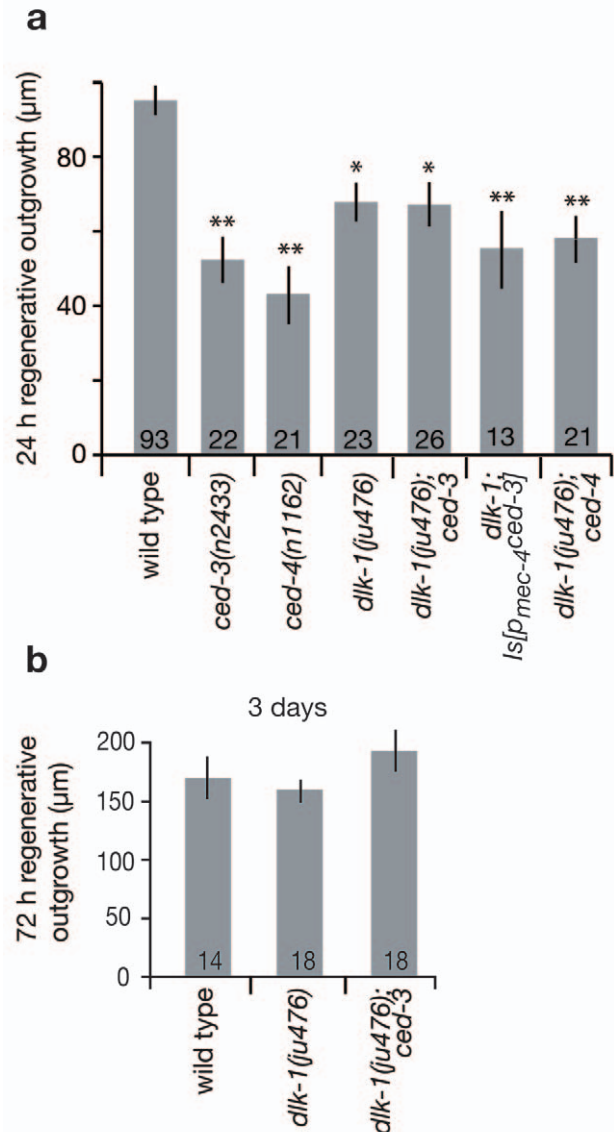 a
24 h regenerative outgrowth (µm)
80
40
0
** ** * * ** **
93 22 21 23 26 13 21
wild type
ced-3(n2433)
ced-4(n1162)
dlk-1(ju476)
dlk-1(ju476);
ced-3
dlk-1;
Is[pmec-4ced-3]
dlk-1(ju476);
ced-4
b
3 days
72 h regenerative
outgrowth (µm)
200
150
100
50
0
14 18 18
wild type
dlk-1(ju476)
dlk-1(ju476);
ced-3